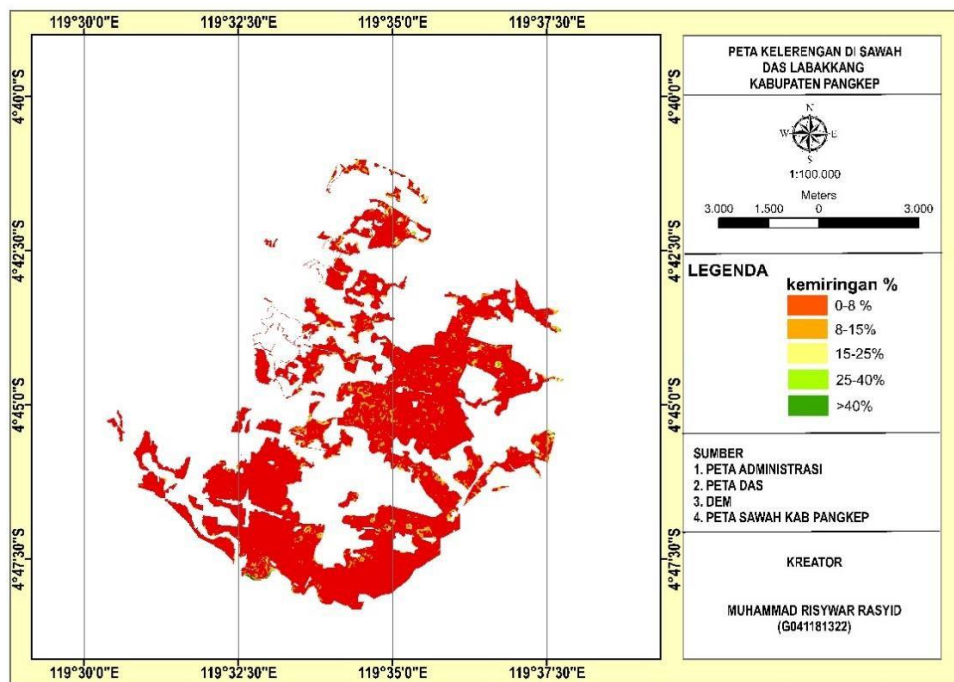 119°30'0"E 119°32'30"E 119°35'0"E 119°37'30"E
4°40'0"S 4°40'0"S
4°42'30"S 4°42'30"S
4°45'0"S 4°45'0"S
4°47'30"S 4°47'30"S
119°30'0"E 119°32'30"E 119°35'0"E 119°37'30"E
PETA KELERENGAN DI SAWAH
DAS LABAKKANG
KABUPATEN PANGKEP
N
W E
S
1:100.000
Meters
3.000 1.500 0 3.000
LEGENDA
kemiringan %
0-8 %
8-15%
15-25%
25-40%
>40%
SUMBER
1. PETA ADMINISTRASI
2. PETA DAS
3. DEM
4. PETA SAWAH KAB PANGKEP
KREATOR
MUHAMMAD RISYWAR RASYID
(G041181322)